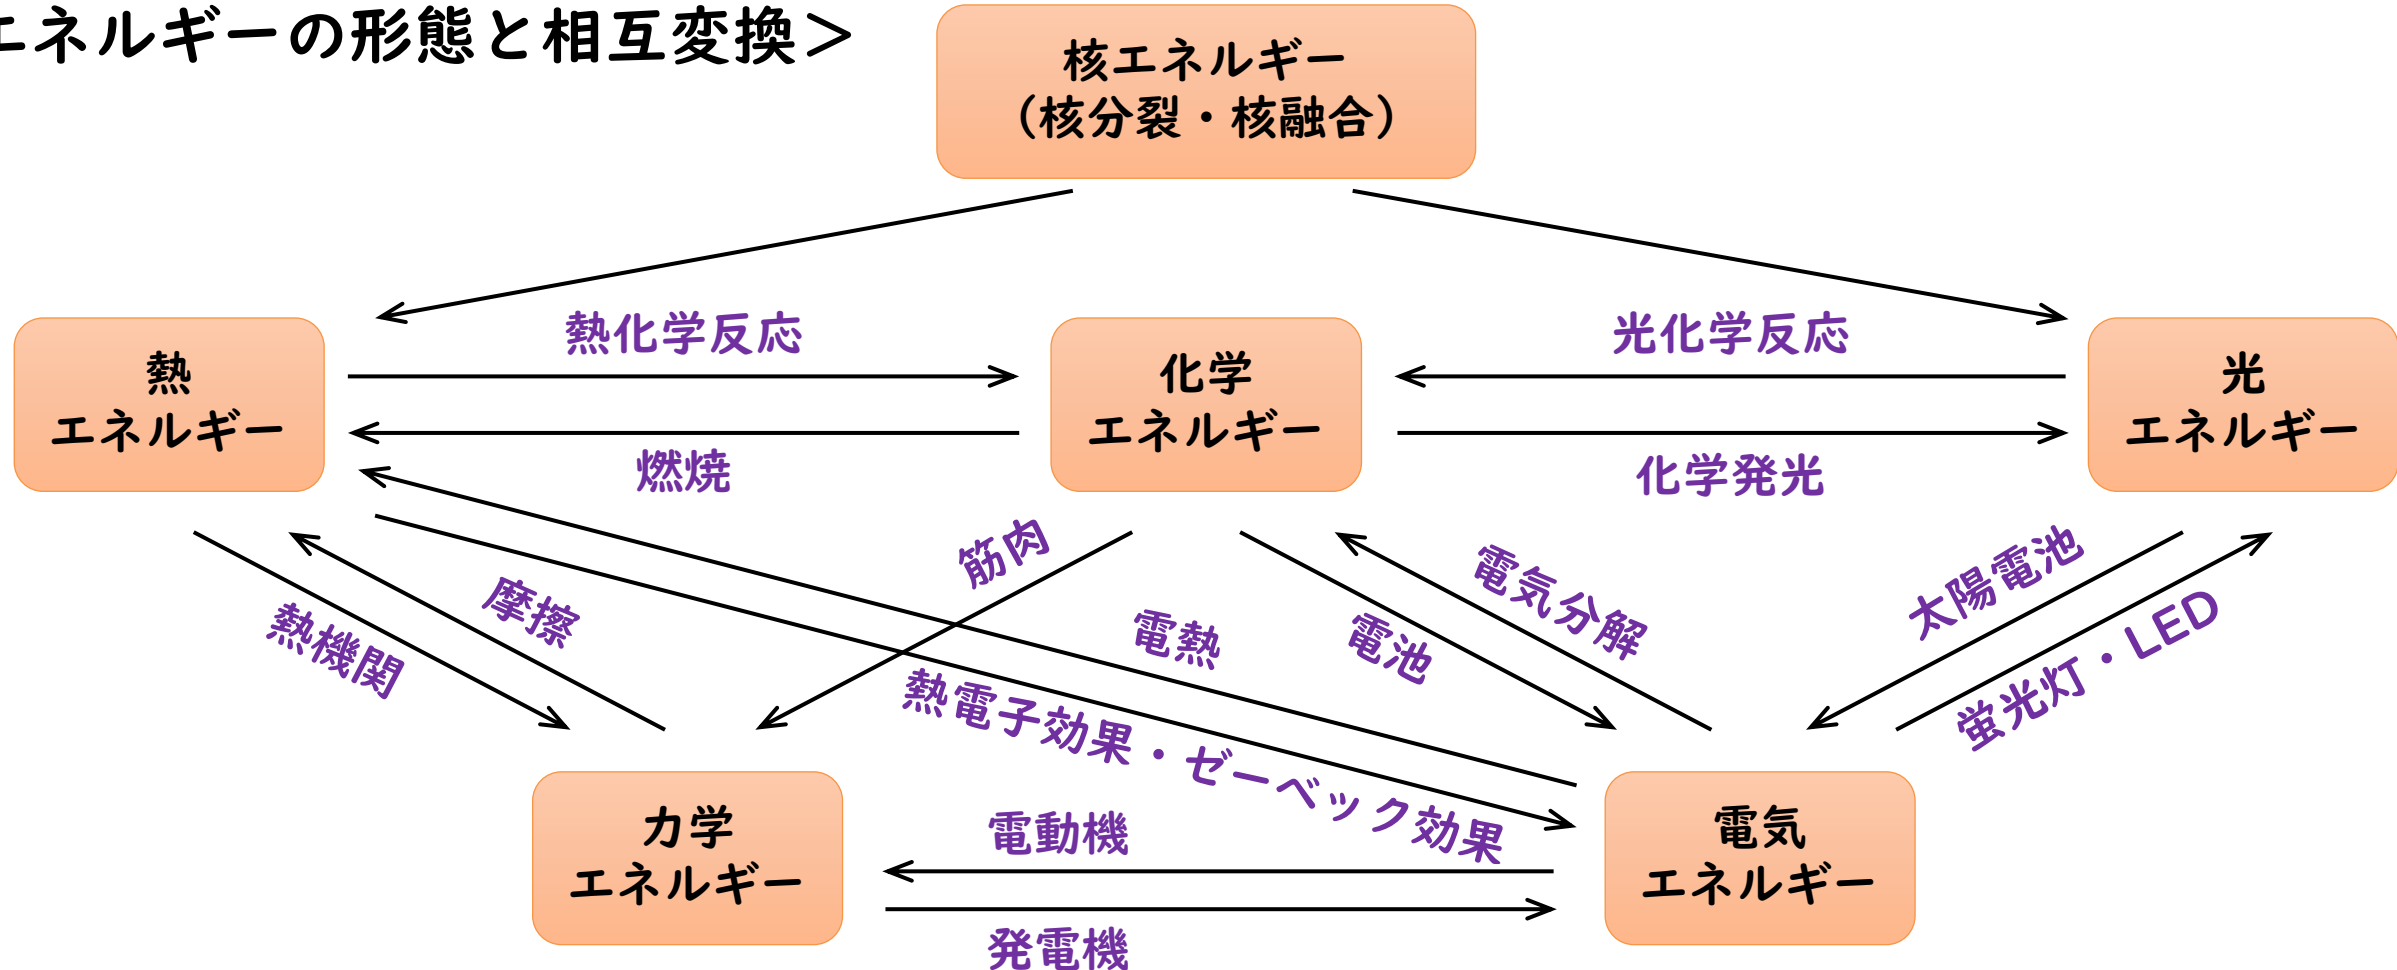 エネルギーの形態と相互変換＞
核エネルギー
（核分裂・核融合）
熱化学反応
光化学反応
熱
エネルギー
化学
エネルギー
光
エネルギー
燃焼
化学発光
筋肉
電気分解
太陽電池
熱機関
摩擦
電熱
電池
蛍光灯・LED
熱電子効果・ゼーベック効果
力学
エネルギー
電動機
電気
エネルギー
発電機